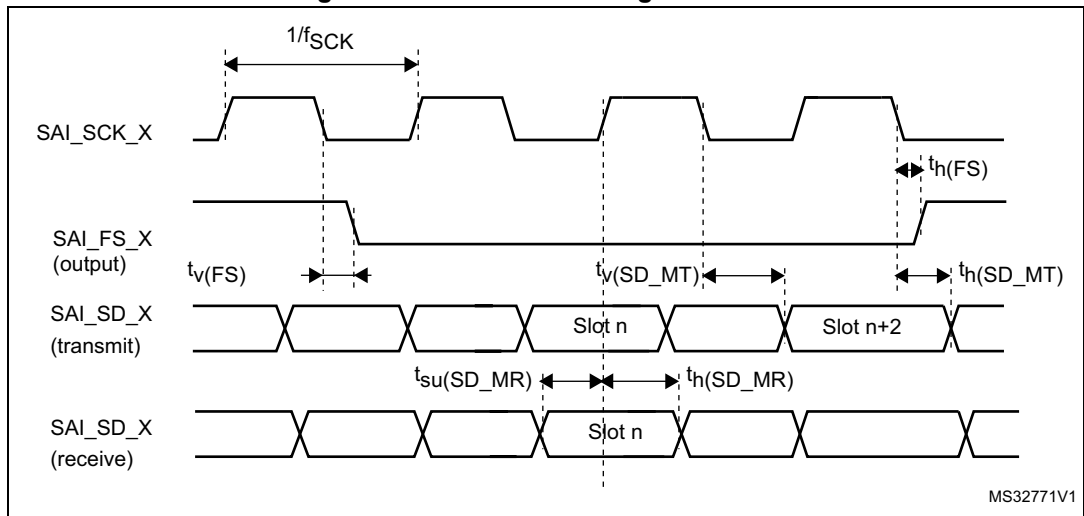 1/fSCK
SAI_SCK_X
th(FS)
SAI_FS_X
(output)
tv(FS)
tv(SD_MT)
th(SD_MT)
SAI_SD_X
(transmit)
Slot n
Slot n+2
tsu(SD_MR)
th(SD_MR)
SAI_SD_X
(receive)
Slot n
MS32771V1